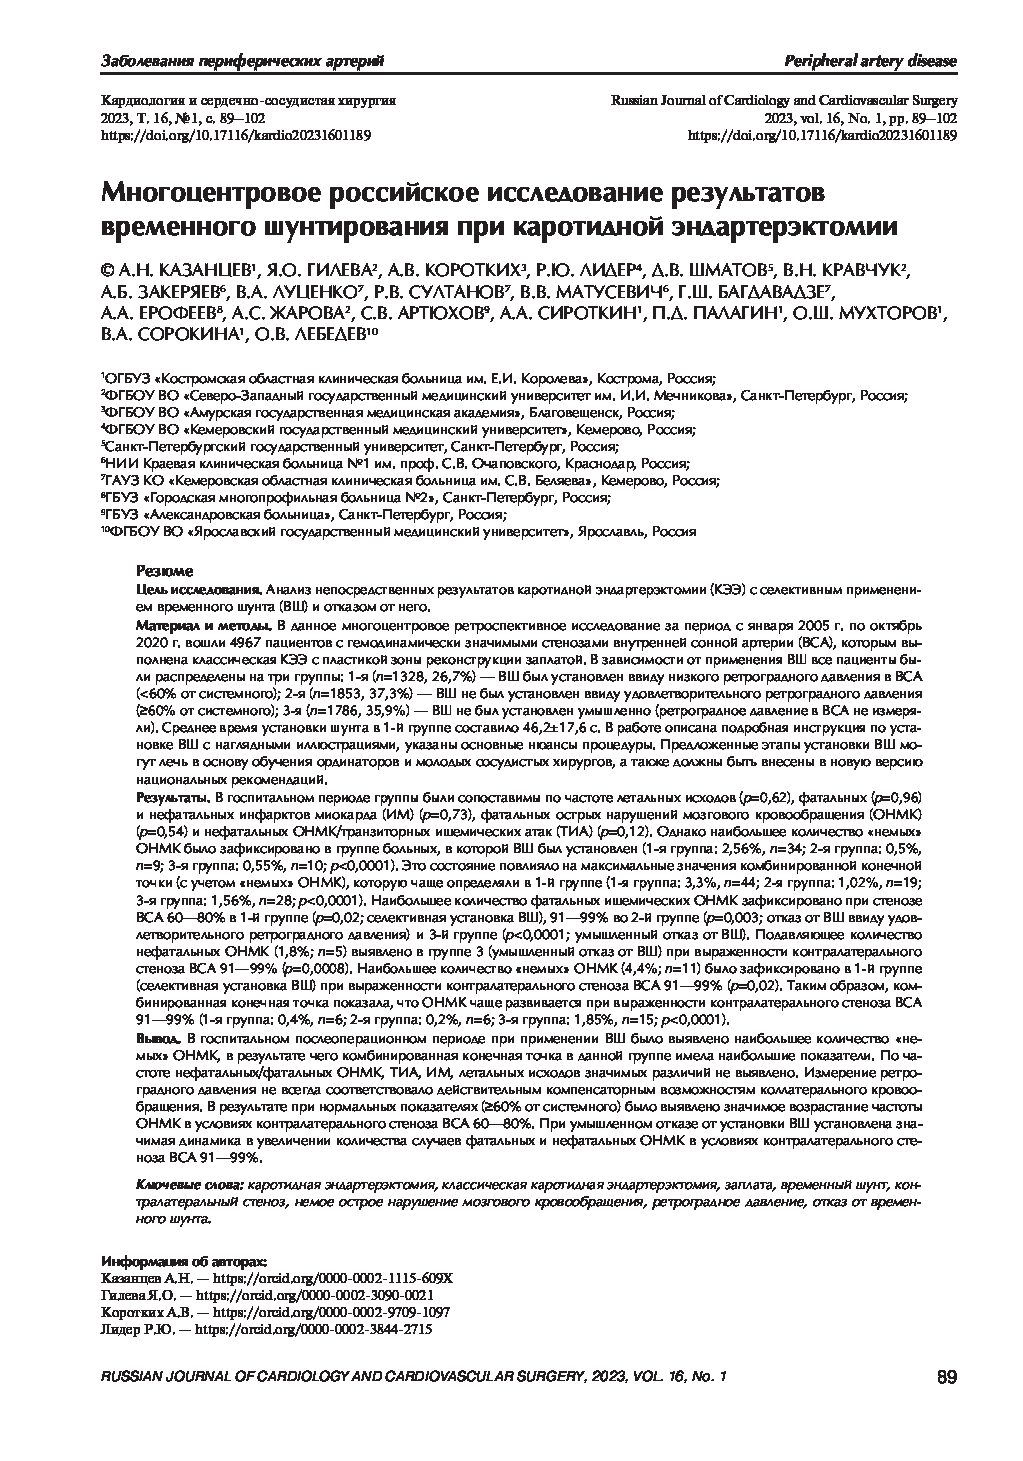 Заболевания периферических артерий
Peripheral artery disease
Кардиология и сердечно-сосудистая хирургия
2023, Т. 16, №1, с. 89—102
https://doi.org/10.17116/kardio20231601189
Russian Journal of Cardiology and Cardiovascular Surgery
2023, vol. 16, No. 1, pp. 89—102
https://doi.org/10.17116/kardio20231601189
Многоцентровое российское исследование результатов
временного шунтирования при каротидной эндартерэктомии
© А.Н. КАЗАНЦЕВ¹, Я.О. ГИЛЕВА², А.В. КОРОТКИХ³, Р.Ю. ЛИДЕР⁴, Д.В. ШМАТОВ⁵, В.Н. КРАВЧУК²,
А.Б. ЗАКЕРЯЕВ⁶, В.А. ЛУЦЕНКО⁷, Р.В. СУЛТАНОВ⁷, В.В. МАТУСЕВИЧ⁶, Г.Ш. БАГДАВАДЗЕ⁷,
А.А. ЕРОФЕЕВ⁸, А.С. ЖАРОВА², С.В. АРТЮХОВ⁹, А.А. СИРОТКИН¹, П.Д. ПАЛАГИН¹, О.Ш. МУХТОРОВ¹,
В.А. СОРОКИНА¹, О.В. ЛЕБЕДЕВ¹⁰
¹ОГБУЗ «Костромская областная клиническая больница им. Е.И. Королева», Кострома, Россия;
²ФГБОУ ВО «Северо-Западный государственный медицинский университет им. И.И. Мечникова», Санкт-Петербург, Россия;
³ФГБОУ ВО «Амурская государственная медицинская академия», Благовещенск, Россия;
⁴ФГБОУ ВО «Кемеровский государственный медицинский университет», Кемерово, Россия;
⁵Санкт-Петербургский государственный университет, Санкт-Петербург, Россия;
⁶НИИ Краевая клиническая больница №1 им. проф. С.В. Очаповского, Краснодар, Россия;
⁷ГАУЗ КО «Кемеровская областная клиническая больница им. С.В. Беляева», Кемерово, Россия;
⁸ГБУЗ «Городская многопрофильная больница №2», Санкт-Петербург, Россия;
⁹ГБУЗ «Александровская больница», Санкт-Петербург, Россия;
¹⁰ФГБОУ ВО «Ярославский государственный медицинский университет», Ярославль, Россия
Резюме
Цель исследования. Анализ непосредственных результатов каротидной эндартерэктомии (КЭЭ) с селективным применени-
ем временного шунта (ВШ) и отказом от него.
Материал и методы. В данное многоцентровое ретроспективное исследование за период с января 2005 г. по октябрь
2020 г. вошли 4967 пациентов с гемодинамически значимыми стенозами внутренней сонной артерии (ВСА), которым вы-
полнена классическая КЭЭ с пластикой зоны реконструкции заплатой. В зависимости от применения ВШ все пациенты бы-
ли распределены на три группы: 1-я (n=1328, 26,7%) — ВШ был установлен ввиду низкого ретроградного давления в ВСА
(<60% от системного); 2-я (n=1853, 37,3%) — ВШ не был установлен ввиду удовлетворительного ретроградного давления
(≥60% от системного); 3-я (n=1786, 35,9%) — ВШ не был установлен умышленно (ретроградное давление в ВСА не измеря-
ли). Среднее время установки шунта в 1-й группе составило 46,2±17,6 с. В работе описана подробная инструкция по уста-
новке ВШ с наглядными иллюстрациями, указаны основные нюансы процедуры. Предложенные этапы установки ВШ мо-
гут лечь в основу обучения ординаторов и молодых сосудистых хирургов, а также должны быть внесены в новую версию
национальных рекомендаций.
Результаты. В госпитальном периоде группы были сопоставимы по частоте летальных исходов (p=0,62), фатальных (p=0,96)
и нефатальных инфарктов миокарда (ИМ) (p=0,73), фатальных острых нарушений мозгового кровообращения (ОНМК)
(p=0,54) и нефатальных ОНМК/транзиторных ишемических атак (ТИА) (p=0,12). Однако наибольшее количество «немых»
ОНМК было зафиксировано в группе больных, в которой ВШ был установлен (1-я группа: 2,56%, n=34; 2-я группа: 0,5%,
n=9; 3-я группа: 0,55%, n=10; p<0,0001). Это состояние повлияло на максимальные значения комбинированной конечной
точки (с учетом «немых» ОНМК), которую чаще определяли в 1-й группе (1-я группа: 3,3%, n=44; 2-я группа: 1,02%, n=19;
3-я группа: 1,56%, n=28; p<0,0001). Наибольшее количество фатальных ишемических ОНМК зафиксировано при стенозе
ВСА 60—80% в 1-й группе (p=0,02; селективная установка ВШ), 91—99% во 2-й группе (p=0,003; отказ от ВШ ввиду удов-
летворительного ретроградного давления) и 3-й группе (p<0,0001; умышленный отказ от ВШ). Подавляющее количество
нефатальных ОНМК (1,8%; n=5) выявлено в группе 3 (умышленный отказ от ВШ) при выраженности контралатерального
стеноза ВСА 91—99% (p=0,0008). Наибольшее количество «немых» ОНМК (4,4%; n=11) было зафиксировано в 1-й группе
(селективная установка ВШ) при выраженности контралатерального стеноза ВСА 91—99% (p=0,02). Таким образом, ком-
бинированная конечная точка показала, что ОНМК чаще развивается при выраженности контралатерального стеноза ВСА
91—99% (1-я группа: 0,4%, n=6; 2-я группа: 0,2%, n=6; 3-я группа: 1,85%, n=15; p<0,0001).
Вывод. В госпитальном послеоперационном периоде при применении ВШ было выявлено наибольшее количество «не-
мых» ОНМК, в результате чего комбинированная конечная точка в данной группе имела наибольшие показатели. По ча-
стоте нефатальных/фатальных ОНМК, ТИА, ИМ, летальных исходов значимых различий не выявлено. Измерение ретро-
градного давления не всегда соответствовало действительным компенсаторным возможностям коллатерального кровоо-
бращения. В результате при нормальных показателях (≥60% от системного) было выявлено значимое возрастание частоты
ОНМК в условиях контралатерального стеноза ВСА 60—80%. При умышленном отказе от установки ВШ установлена зна-
чимая динамика в увеличении количества случаев фатальных и нефатальных ОНМК в условиях контралатерального сте-
ноза ВСА 91—99%.
Ключевые слова: каротидная эндартерэктомия, классическая каротидная эндартерэктомия, заплата, временный шунт, кон-
тралатеральный стеноз, немое острое нарушение мозгового кровообращения, ретроградное давление, отказ от времен-
ного шунта.
Информация об авторах:
Казанцев А.Н. — https://orcid.org/0000-0002-1115-609X
Гилева Я.О. — https://orcid.org/0000-0002-3090-0021
Коротких А.В. — https://orcid.org/0000-0002-9709-1097
Лидер Р.Ю. — https://orcid.org/0000-0002-3844-2715
RUSSIAN JOURNAL OF CARDIOLOGY AND CARDIOVASCULAR SURGERY, 2023, VOL. 16, No. 1
89